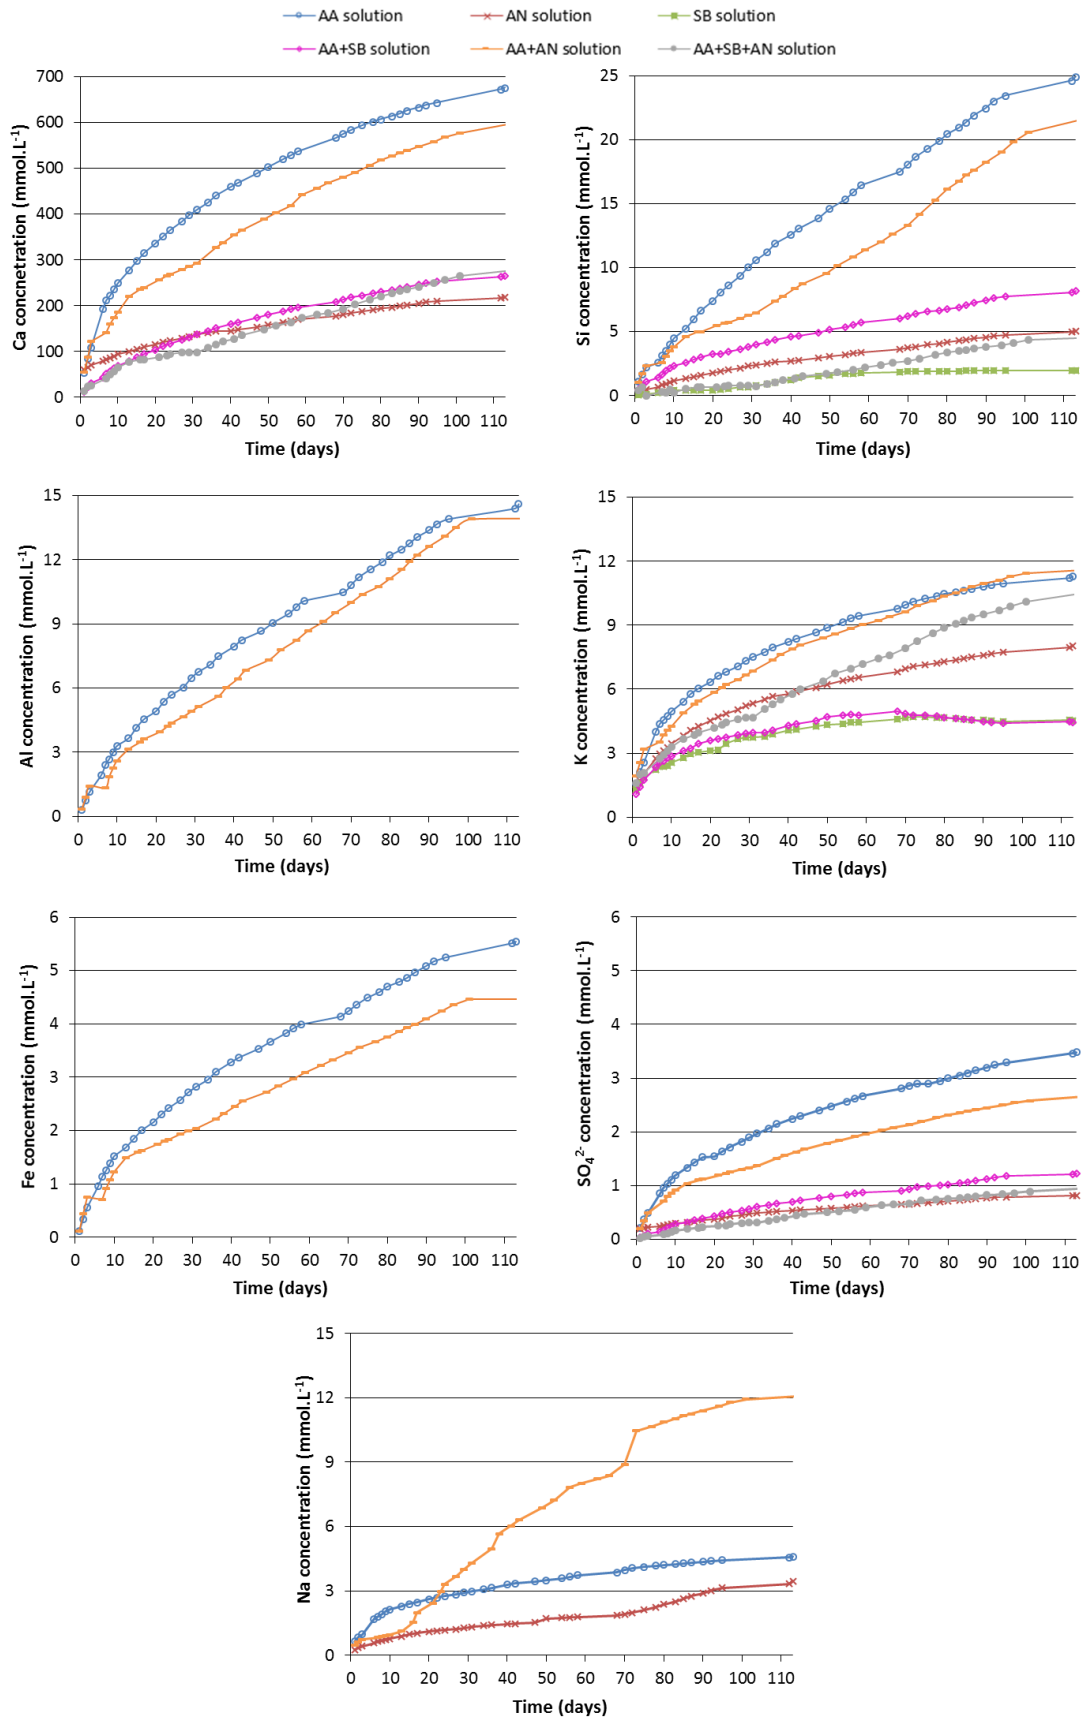 AA solution AN solution SB solution
AA+SB solution AA+AN solution AA+SB+AN solution
Ca concnetration (mmol.L-1)
700
600
500
400
300
200
100
0
0 10 20 30 40 50 60 70 80 90 100 110
Time (days)
Si concentration (mmol.L-1)
25
20
15
10
5
0
0 10 20 30 40 50 60 70 80 90 100 110
Time (days)
Al concentration (mmol.L-1)
15
12
9
6
3
0
0 10 20 30 40 50 60 70 80 90 100 110
Time (days)
K concentration (mmol.L-1)
15
12
9
6
3
0
0 10 20 30 40 50 60 70 80 90 100 110
Time (days)
Fe concentration (mmol.L-1)
6
5
4
3
2
1
0
0 10 20 30 40 50 60 70 80 90 100 110
Time (days)
SO4 2- concentration (mmol.L-1)
6
5
4
3
2
1
0
0 10 20 30 40 50 60 70 80 90 100 110
Time (days)
Na concentration (mmol.L-1)
15
12
9
6
3
0
0 10 20 30 40 50 60 70 80 90 100 110
Time (days)